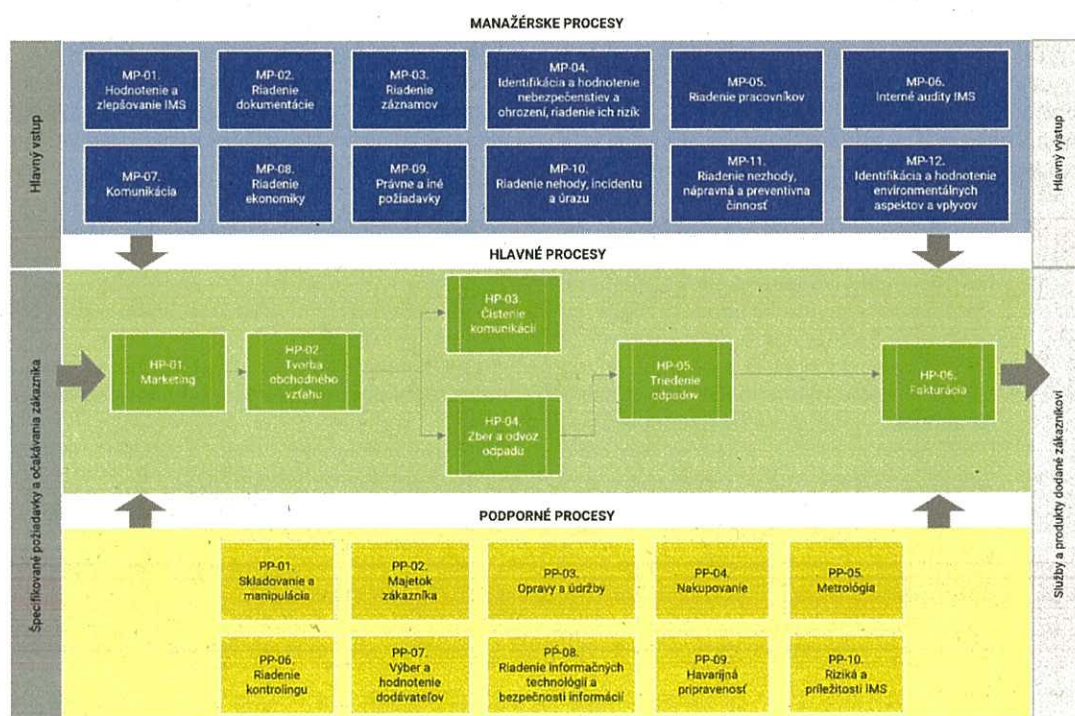 MANAŽÉRSKE PROCESY
Hlavný vstup
MP-01.
Hodnotenie a
zlepšovanie IMS
MP-02.
Riadenie
dokumentácie
MP-03.
Riadenie
záznamov
MP-04.
Identifikácia a hodnotenie
nebezpečenstiev a
ohrození, riadenie ich rizík
MP-05.
Riadenie pracovníkov
MP-06.
Interné audity IMS
Hlavný výstup
MP-07.
Komunikácia
MP-08.
Riadenie
ekonomiky
MP-09.
Právne a iné
požiadavky
MP-10.
Riadenie nehody, incidentu
a úrazu
MP-11.
Riadenie nezhody,
nápravná a preventívna
činnosť
MP-12.
Identifikácia a hodnotenie
environmentálnych
aspektov a vplyvov
HLAVNÉ PROCESY
Špecifikované požiadavky a očakávania zákazníka
HP-01.
Marketing
HP-02
Tvorba
obchodného
vzťahu
HP-03.
Čistenie
komunikácií
HP-04.
Zber a odvoz
odpadu
HP-05.
Triedenie
odpadov
HP-06.
Fakturácia
Služby a produkty dodané zákazníkovi
PODPORNÉ PROCESY
PP-01.
Skladovanie a
manipulácia
PP-02.
Majetok
zákazníka
PP-03.
Opravy a údržby
PP-04.
Nakupovanie
PP-05.
Metrológia
PP-06.
Riadenie
kontrolingu
PP-07.
Výber a
hodnotenie
dodávateľov
PP-08.
Riadenie informačných
technológií a
bezpečnosti informácií
PP-09.
Havarijná
pripravenosť
PP-10.
Riziká a
príležitosti IMS